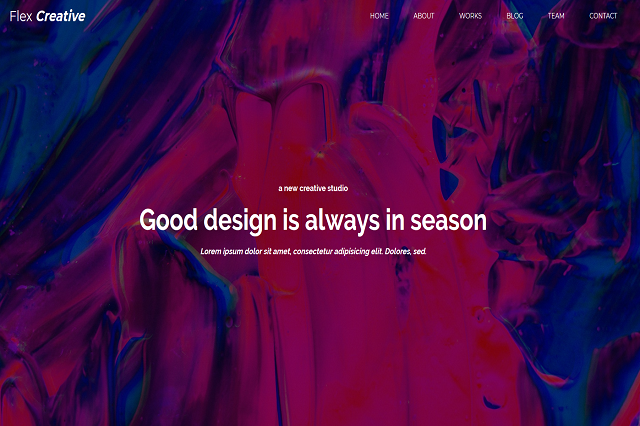 Flex Creative
HOME ABOUT WORKS BLOG TEAM CONTACT
a new creative studio
Good design is always in season
Lorem ipsum dolor sit amet, consectetur adipisicing elit. Dolores, sed.